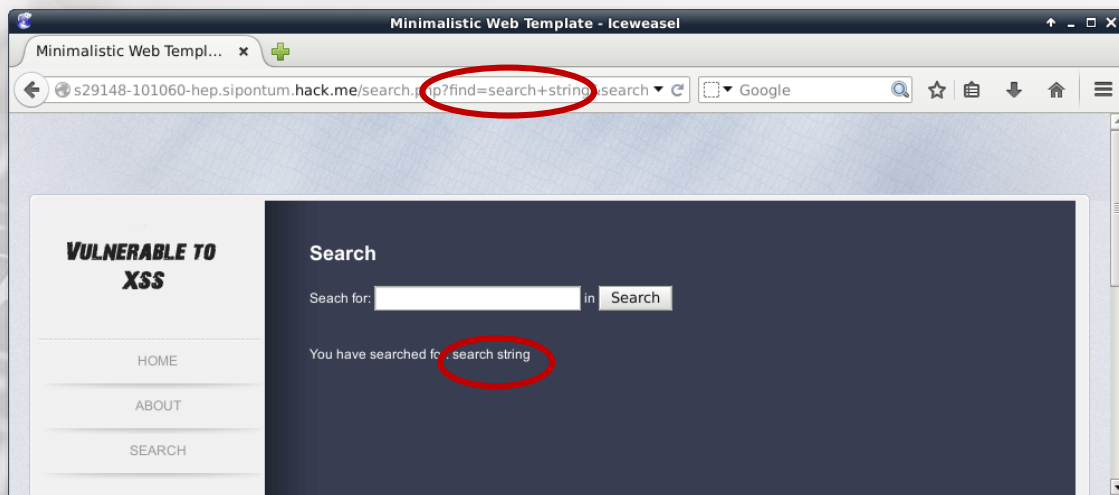 Minimalistic Web Template - Iceweasel
Minimalistic Web Templ...
s29148-101060-hep.sipontum.hack.me/search.php?find=search+string&search
Google
VULNERABLE TO
XSS
Search
Seach for: in Search
You have searched for: search string
HOME
ABOUT
SEARCH